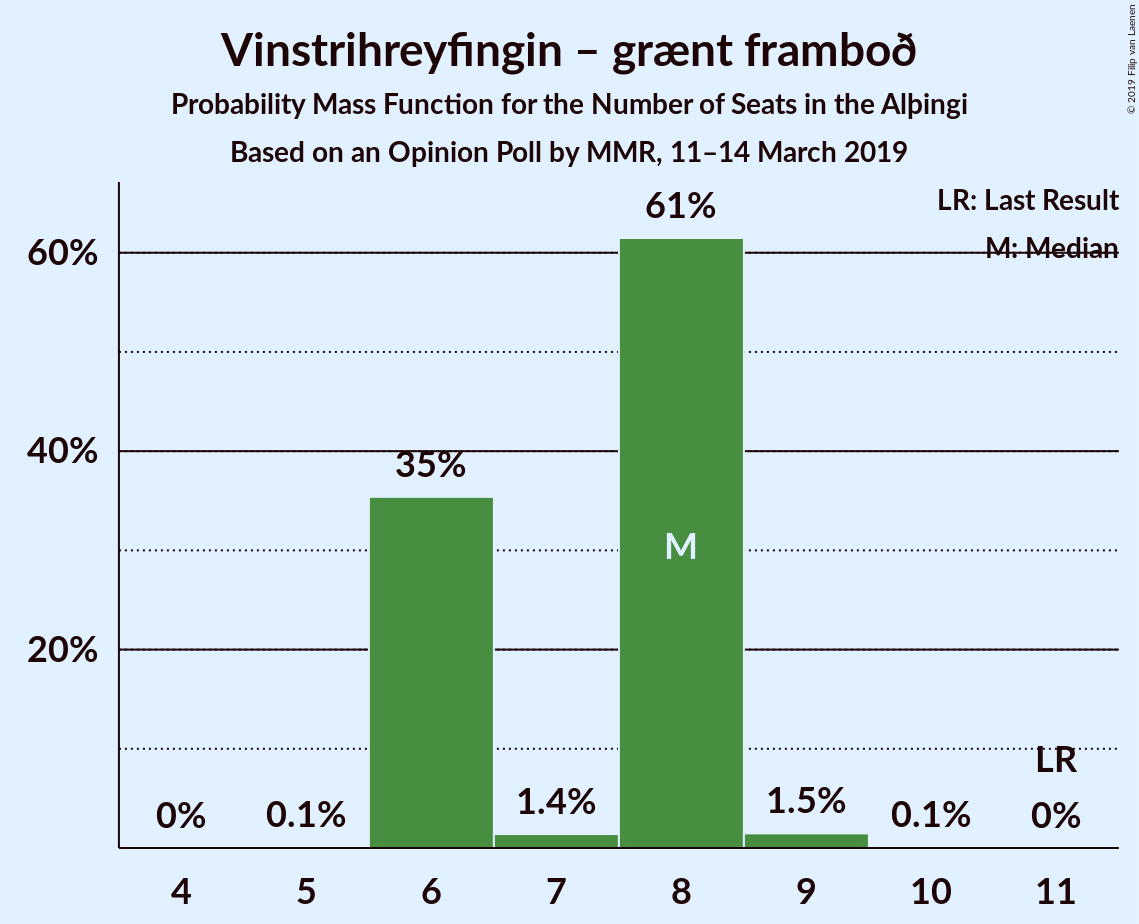 Vinstrihreyfingin – grænt framboð
Probability Mass Function for the Number of Seats in the Alþingi
Based on an Opinion Poll by MMR, 11–14 March 2019
© 2019 Filip van Laenen
LR: Last Result
M: Median
60%
40%
20%
0%
0.1%
35%
1.4%
61%
M
1.5%
0.1%
LR
0%
4 5 6 7 8 9 10 11